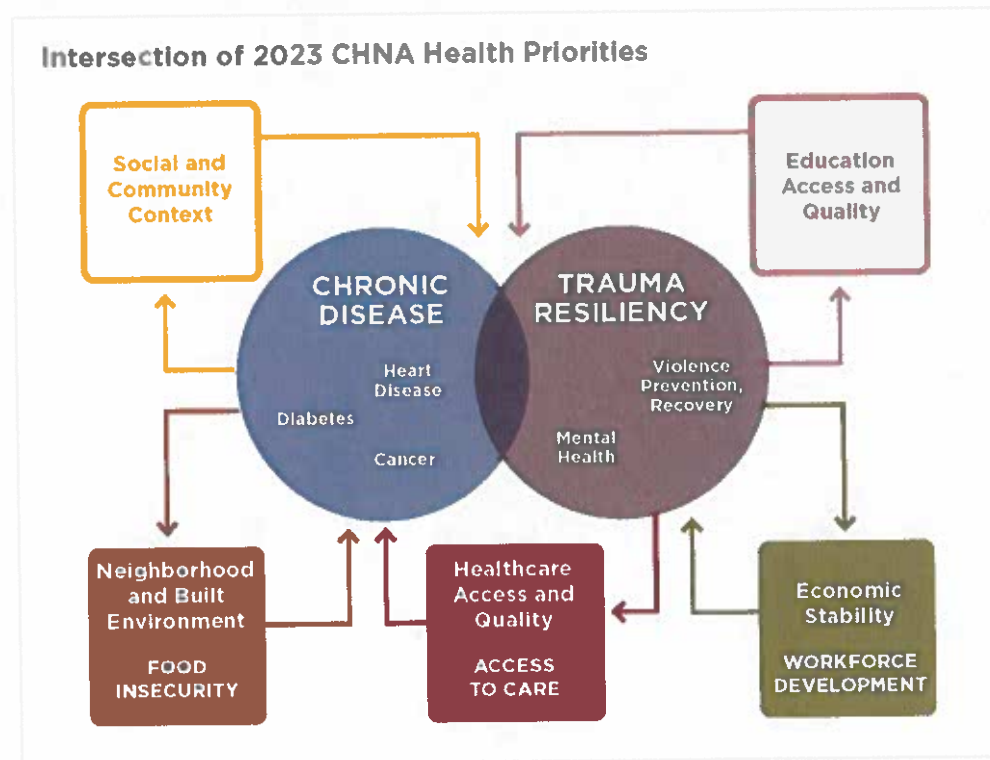 Intersection of 2023 CHNA Health Priorities
Social and
Community
Context
Education
Access and
Quality
CHRONIC
DISEASE
Heart
Disease
Diabetes
Cancer
TRAUMA
RESILIENCY
Violence
Prevention,
Recovery
Mental
Health
Neighborhood
and Built
Environment
FOOD
INSECURITY
Healthcare
Access and
Quality
ACCESS
TO CARE
Economic
Stability
WORKFORCE
DEVELOPMENT